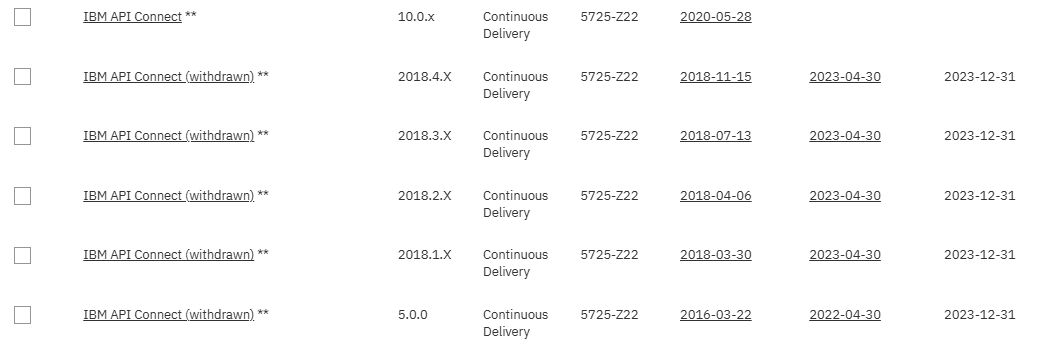 IBM API Connect ** 10.0.x Continuous 5725-Z22 2020-05-28
Delivery
IBM API Connect (withdrawn) ** 2018.4.X Continuous 5725-Z22 2018-11-15 2023-04-30 2023-12-31
Delivery
IBM API Connect (withdrawn) ** 2018.3.X Continuous 5725-Z22 2018-07-13 2023-04-30 2023-12-31
Delivery
IBM API Connect (withdrawn) ** 2018.2.X Continuous 5725-Z22 2018-04-06 2023-04-30 2023-12-31
Delivery
IBM API Connect (withdrawn) ** 2018.1.X Continuous 5725-Z22 2018-03-30 2023-04-30 2023-12-31
Delivery
IBM API Connect (withdrawn) ** 5.0.0 Continuous 5725-Z22 2016-03-22 2022-04-30 2023-12-31
Delivery